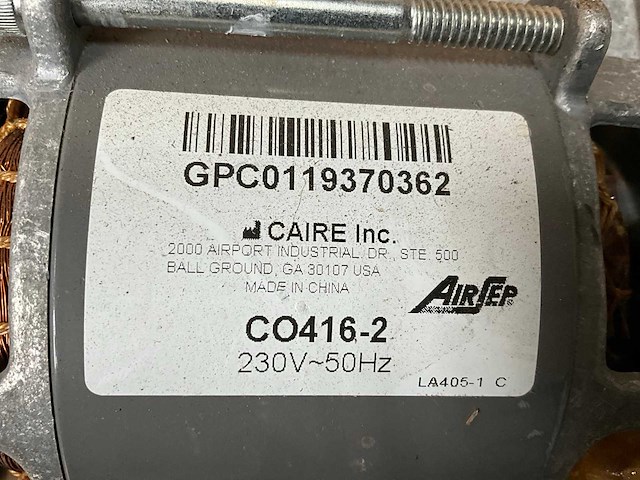 GPC0119370362
CAIRE Inc.
2000 AIRPORT INDUSTRIAL DR., STE. 500
BALL GROUND, GA 30107 USA
MADE IN CHINA
AIRSEP
CO416-2
230V~50Hz
LA405-1 C